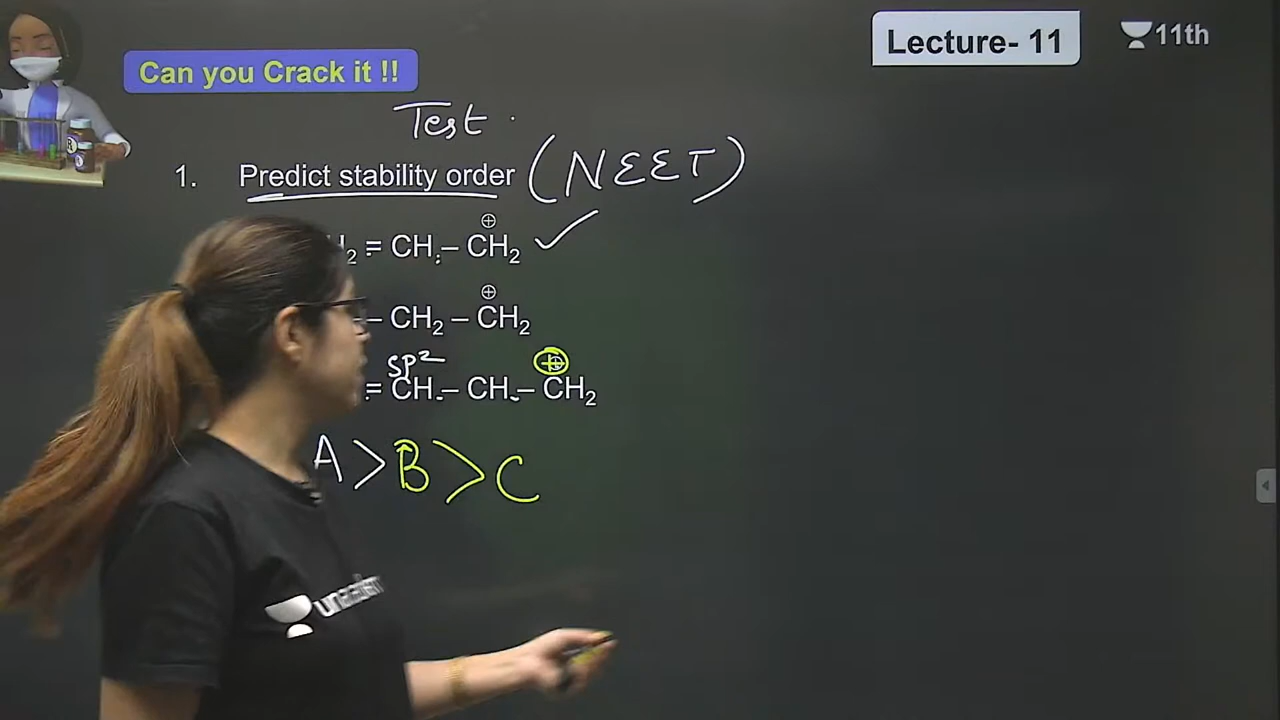 Lecture- 11
11th
Can you Crack it !!
Test .
1. Predict stability order (NEET)
H₂ = CH – CH₂ ⊕ ✓
– CH₂ – CH₂ ⊕
sp²
= CH – CH – CH₂ ⊕
A > B > C